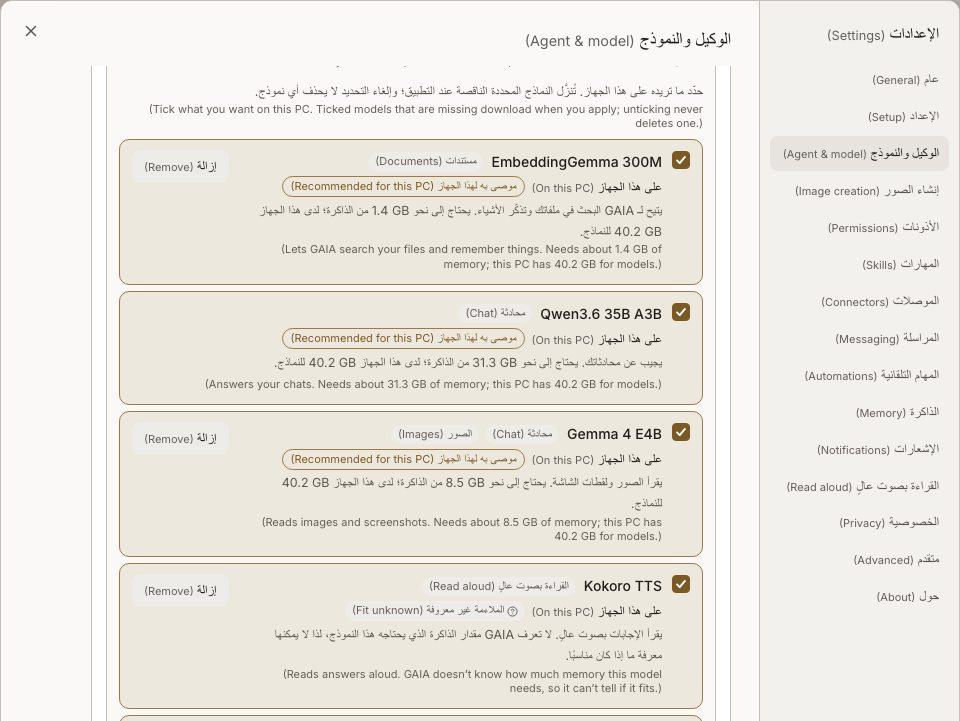 الإعدادات (Settings)
عام (General)
الإعداد (Setup)
الوكيل والنموذج (Agent & model)
إنشاء الصور (Image creation)
الأذونات (Permissions)
المهارات (Skills)
الموصلات (Connectors)
المراسلة (Messaging)
المهام التلقائية (Automations)
الذاكرة (Memory)
الإشعارات (Notifications)
القراءة بصوت عالٍ (Read aloud)
الخصوصية (Privacy)
متقدم (Advanced)
حول (About)
الوكيل والنموذج (Agent & model)
حدّد ما تريده على هذا الجهاز. تُنزَّل النماذج المحددة الناقصة عند التطبيق؛ وإلغاء التحديد لا يحذف أي نموذج.
(Tick what you want on this PC. Ticked models that are missing download when you apply; unticking never
deletes one.)
EmbeddingGemma 300M مستندات (Documents) إزالة (Remove)
على هذا الجهاز (On this PC) موصى به لهذا الجهاز (Recommended for this PC)
يتيح لـ GAIA البحث في ملفاتك وتذكّر الأشياء. يحتاج إلى نحو 1.4 GB من الذاكرة؛ لدى هذا الجهاز
40.2 GB للنماذج.
(Lets GAIA search your files and remember things. Needs about 1.4 GB of
memory; this PC has 40.2 GB for models.)
Qwen3.6 35B A3B محادثة (Chat)
على هذا الجهاز (On this PC) موصى به لهذا الجهاز (Recommended for this PC)
يجيب عن محادثاتك. يحتاج إلى نحو 31.3 GB من الذاكرة؛ لدى هذا الجهاز 40.2 GB للنماذج.
(Answers your chats. Needs about 31.3 GB of memory; this PC has 40.2 GB for models.)
Gemma 4 E4B محادثة (Chat) الصور (Images) إزالة (Remove)
على هذا الجهاز (On this PC) موصى به لهذا الجهاز (Recommended for this PC)
يقرأ الصور ولقطات الشاشة. يحتاج إلى نحو 8.5 GB من الذاكرة؛ لدى هذا الجهاز 40.2 GB
للنماذج.
(Reads images and screenshots. Needs about 8.5 GB of memory; this PC has
40.2 GB for models.)
Kokoro TTS القراءة بصوت عالٍ (Read aloud) إزالة (Remove)
على هذا الجهاز (On this PC) الملاءمة غير معروفة (Fit unknown)
يقرأ الإجابات بصوت عالٍ. لا تعرف GAIA مقدار الذاكرة الذي يحتاجه هذا النموذج، لذا لا يمكنها
معرفة ما إذا كان مناسبًا.
(Reads answers aloud. GAIA doesn't know how much memory this model
needs, so it can't tell if it fits.)